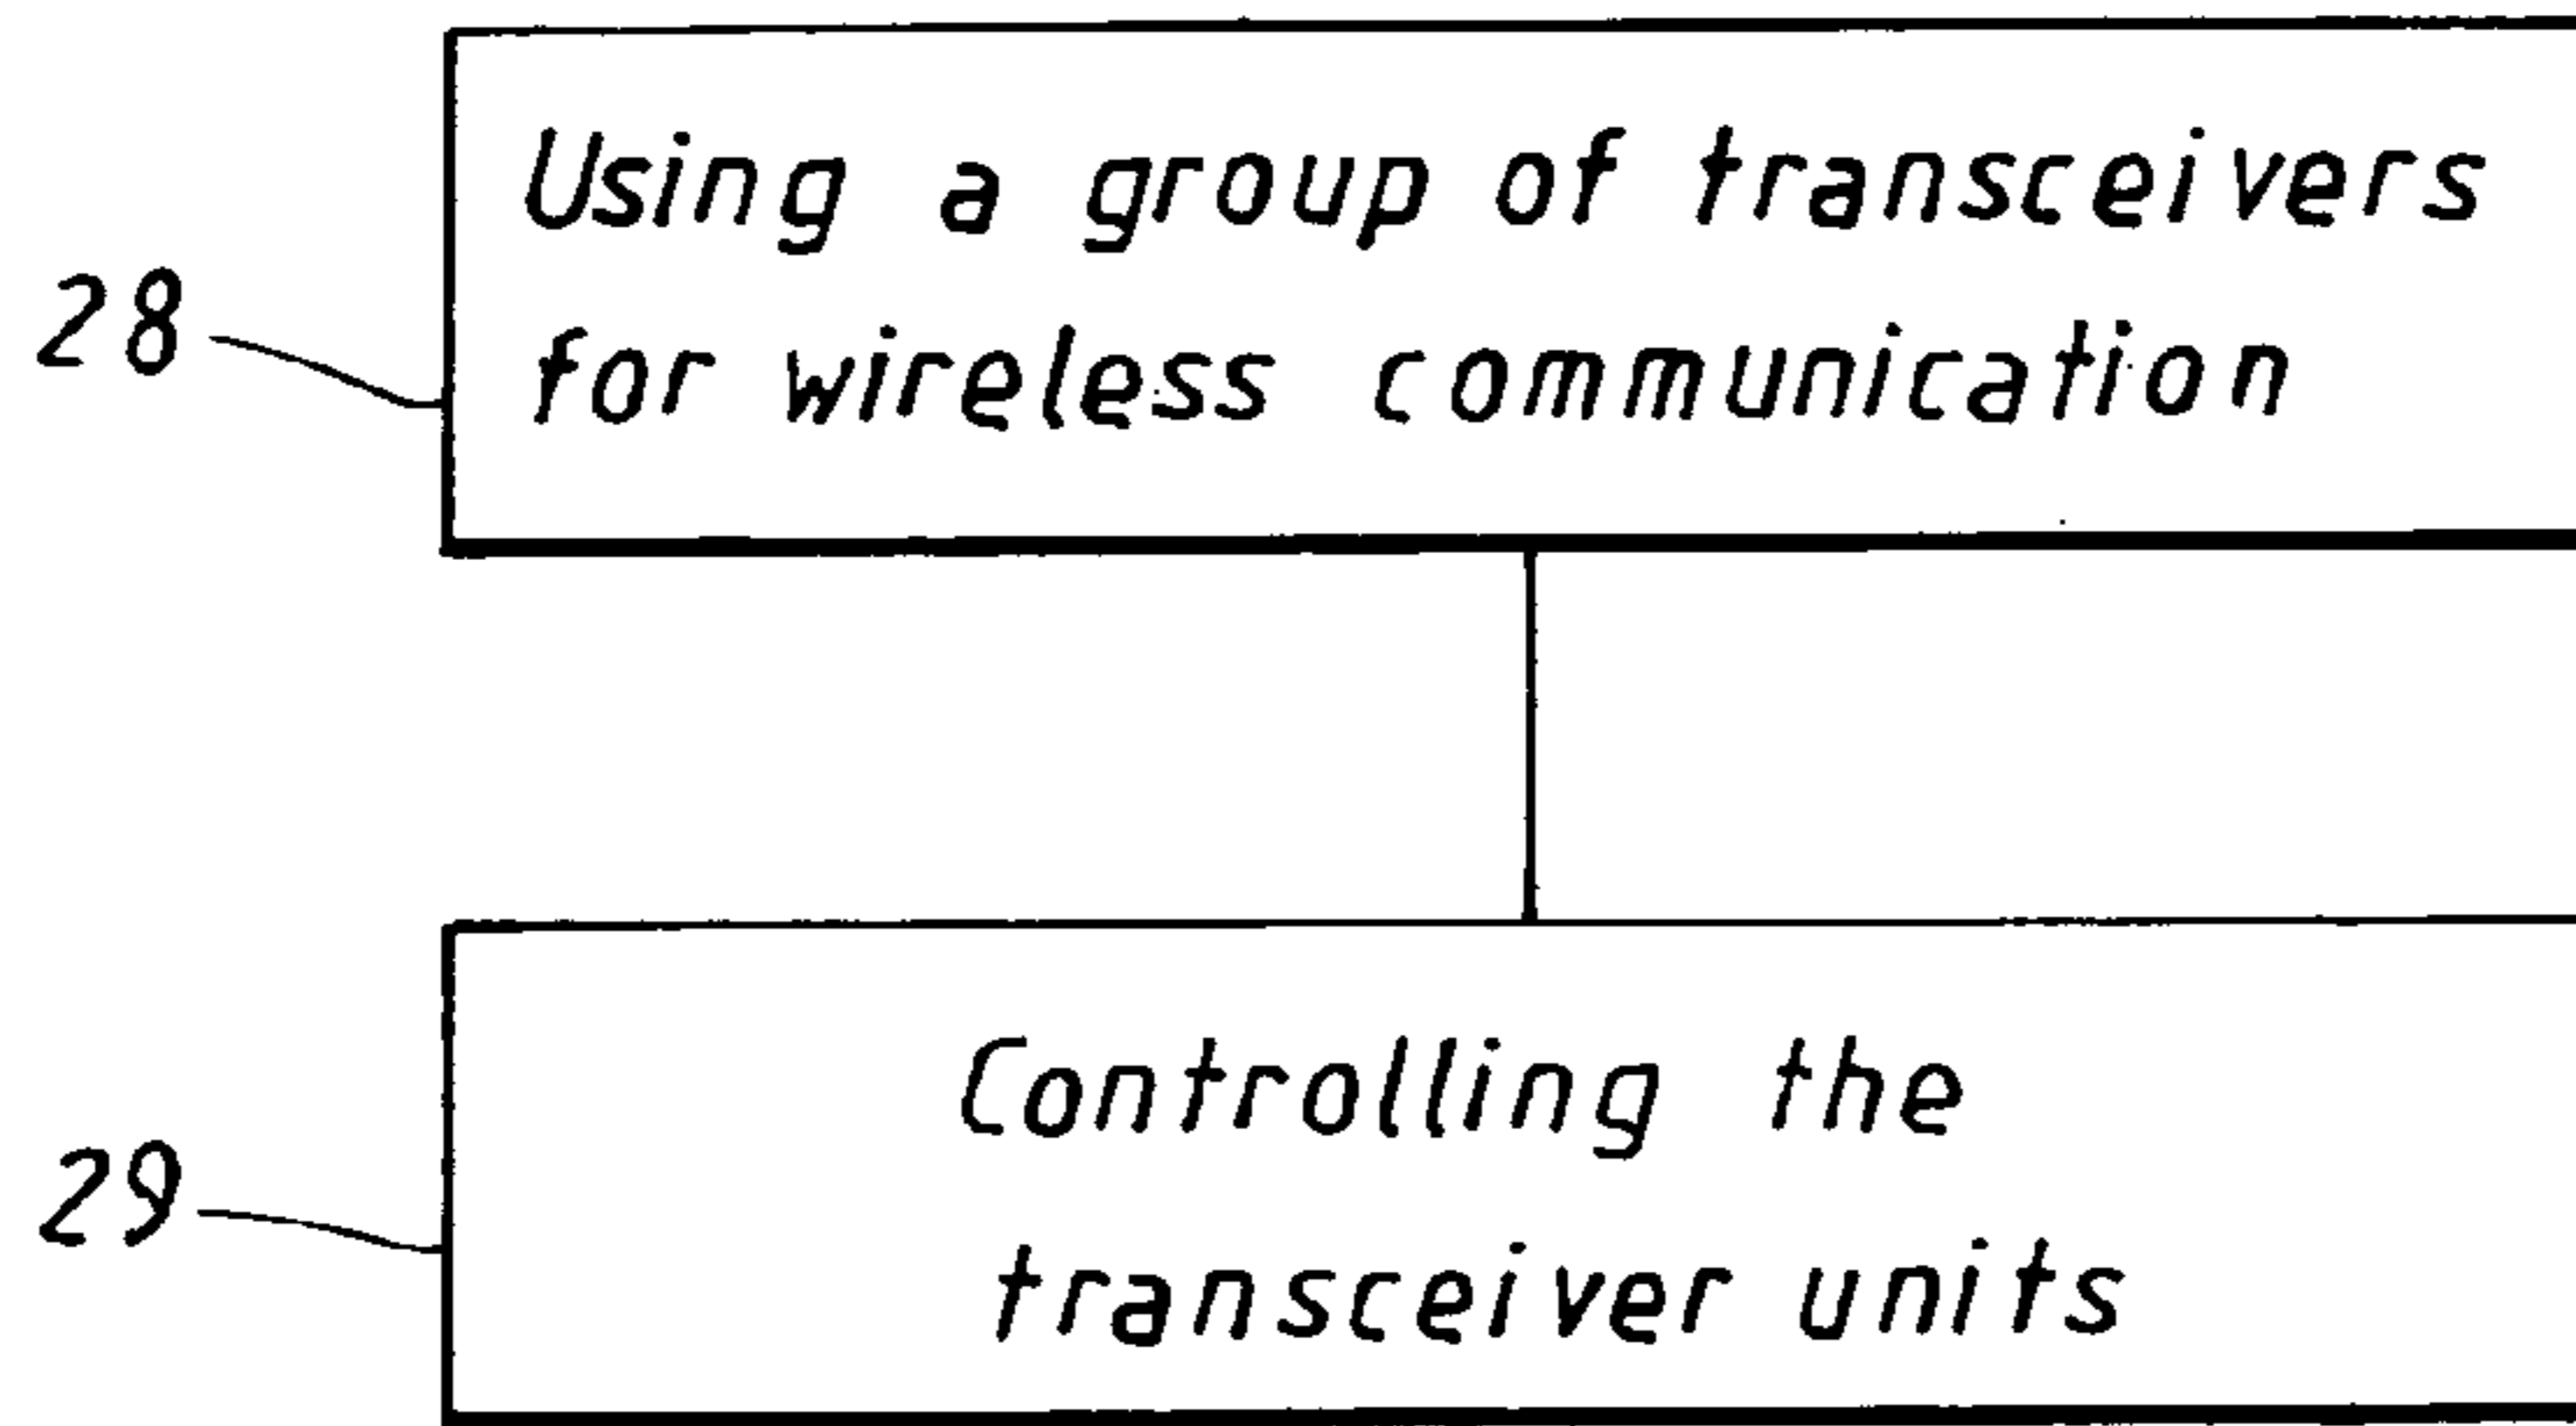 Using a group of transceivers
28
for wireless communication
Controlling the
29
transceiver units